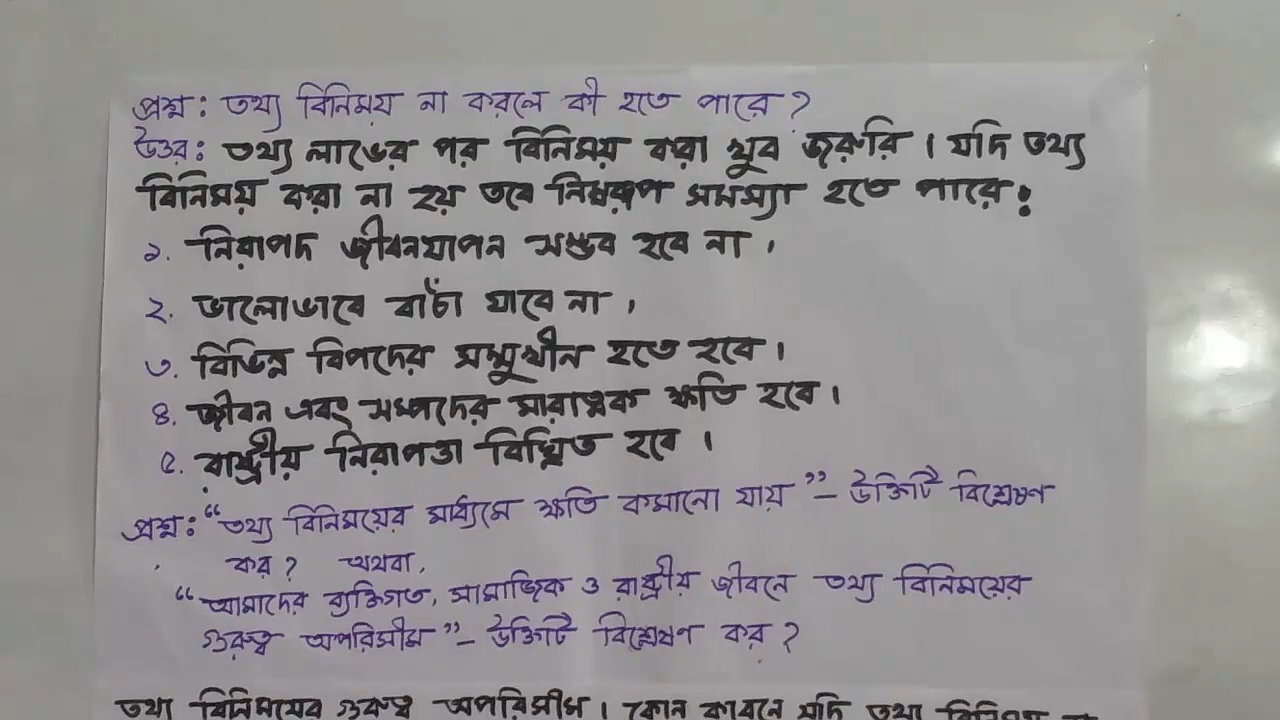 প্রশ্ন: তথ্য বিনিময় না করলে কী হতে পারে?
উত্তর: তথ্য লাভের পর বিনিময় করা খুব জরুরি। যদি তথ্য
বিনিময় করা না হয় তবে নিম্নরূপ সমস্যা হতে পারে:
১. নিরাপদ জীবনযাপন সম্ভব হবে না।
২. ভালোভাবে বাচাঁ যাবে না।
৩. বিভিন্ন বিপদের সম্মুখীন হতে হবে।
৪. জীবন এবং সম্পদের মারাত্মক ক্ষতি হবে।
৫. রাষ্ট্রীয় নিরাপত্তা বিঘ্নিত হবে।
প্রশ্ন: “তথ্য বিনিময়ের মাধ্যমে ক্ষতি কমানো যায়”- উক্তিটি বিশ্লেষণ
কর? অথবা,
“আমাদের ব্যক্তিগত, সামাজিক ও রাষ্ট্রীয় জীবনে তথ্য বিনিময়ের
গুরুত্ব অপরিসীম”- উক্তিটি বিশ্লেষণ কর?
তথ্য বিনিময়ের গুরুত্ব অপরিসীম। কোন কারনে যদি তথ্য